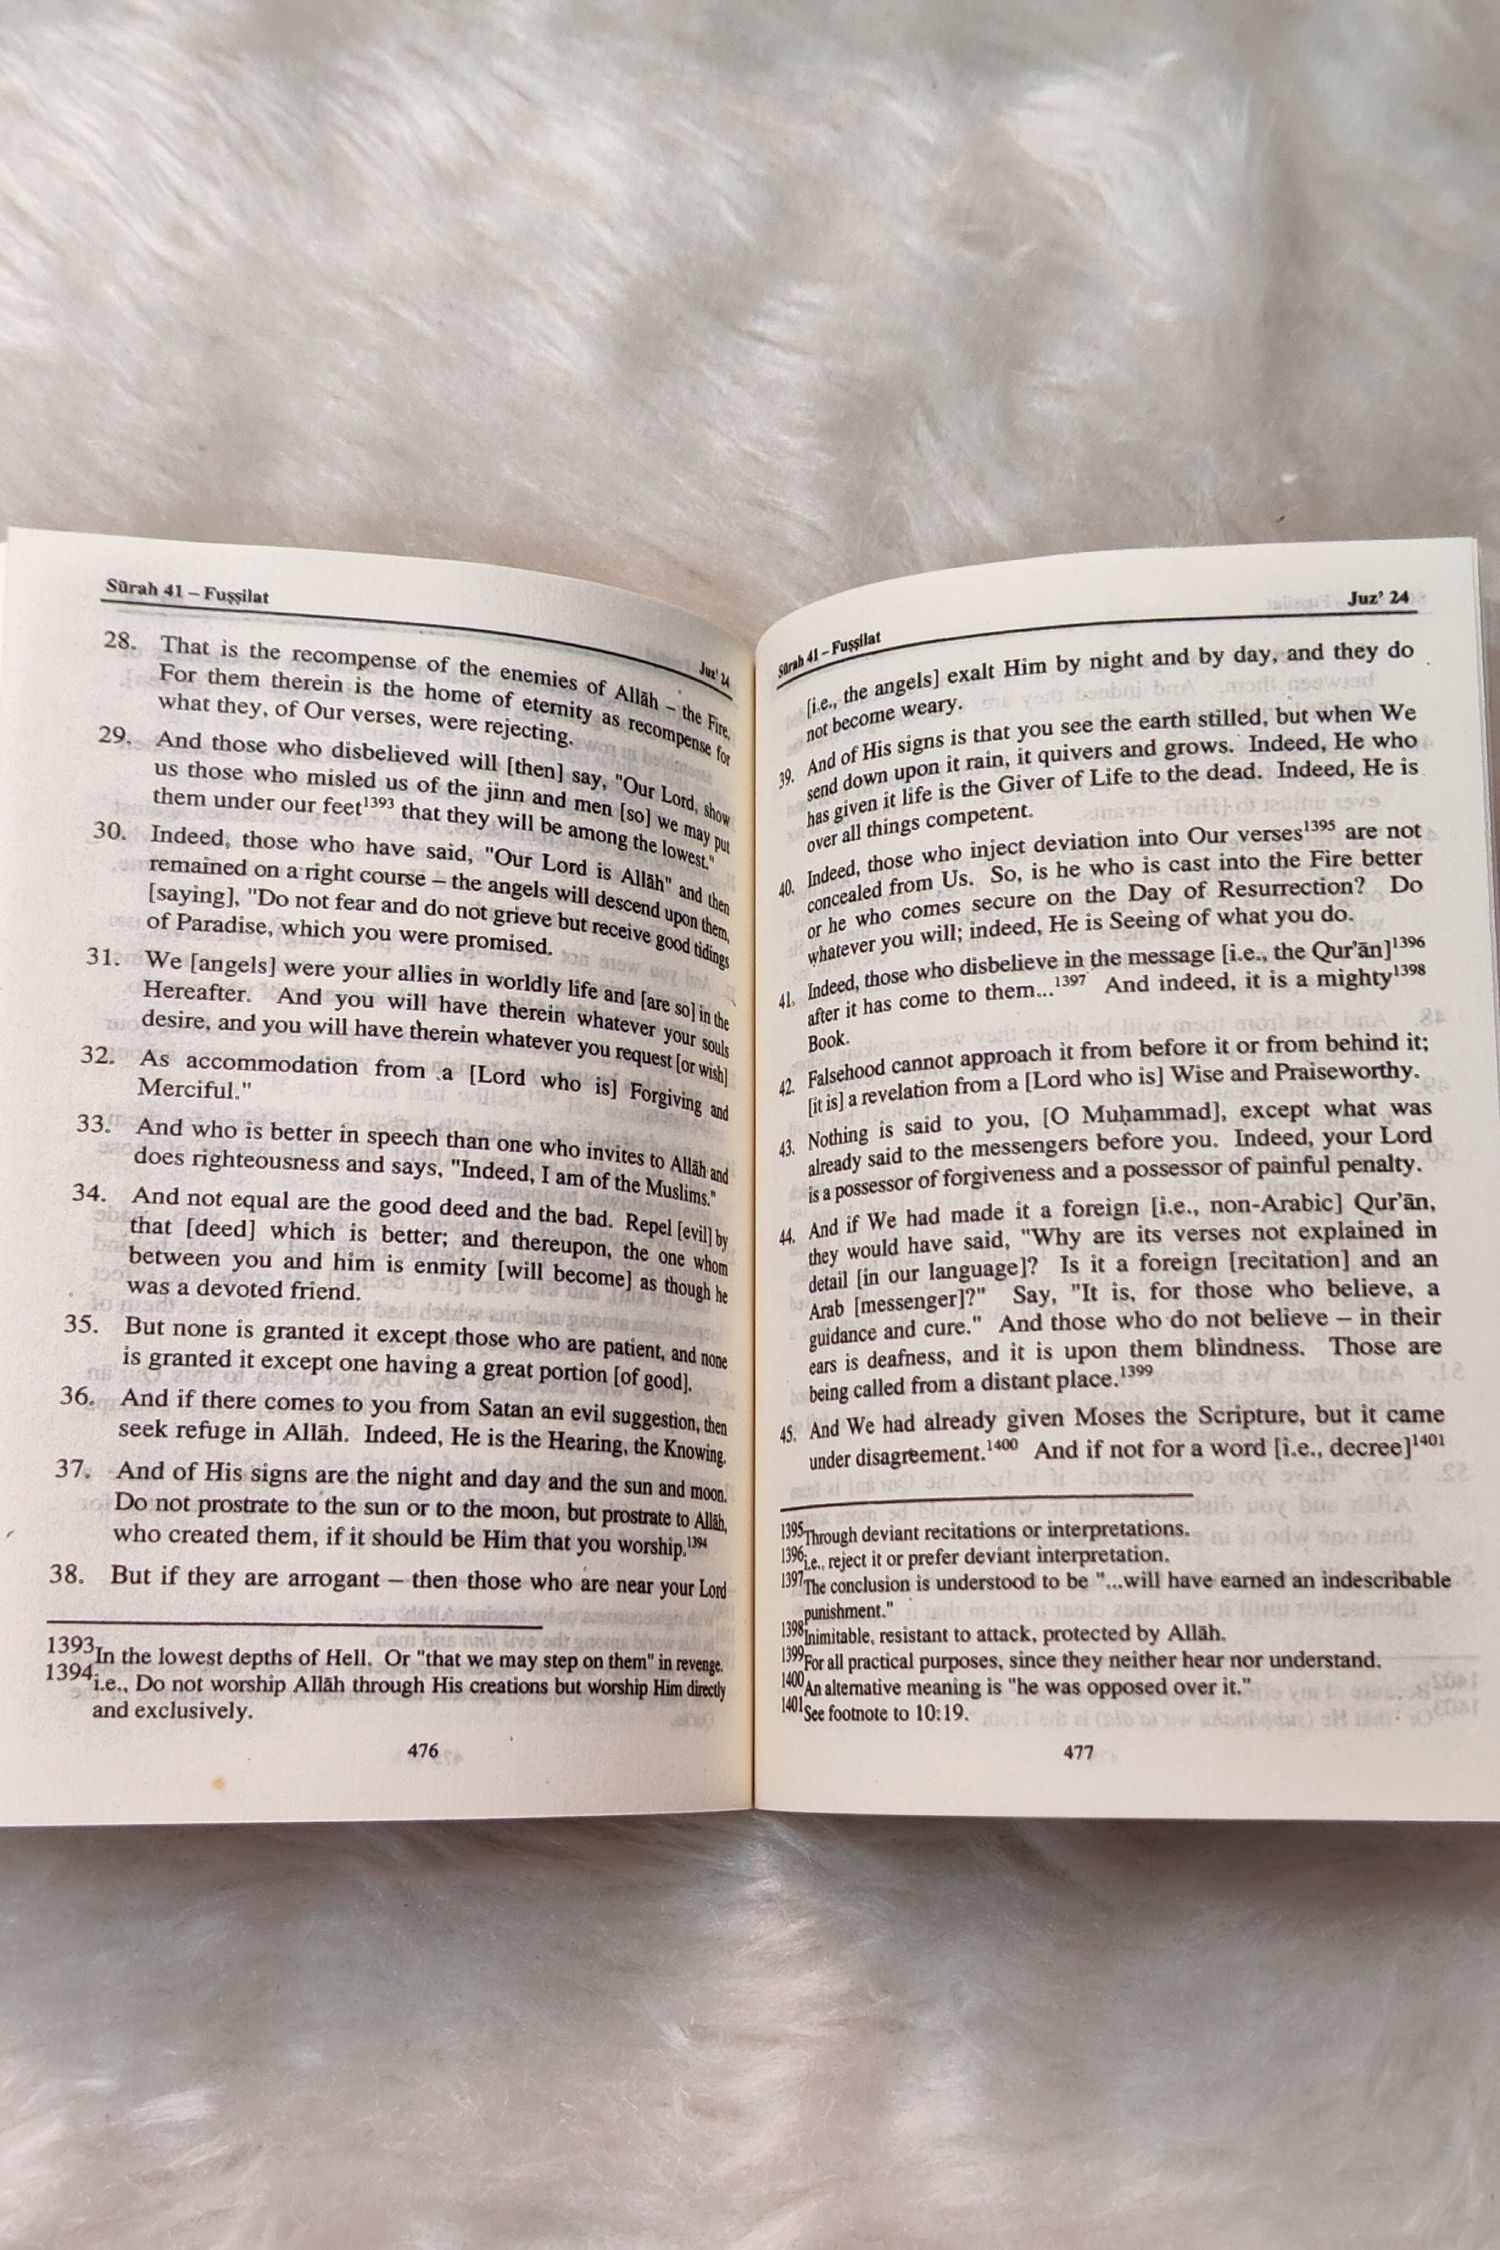 Sūrah 41 – Fuṣṣilat
Juz’ 24
28. That is the recompense of the enemies of Allāh – the Fire.
For them therein is the home of eternity as recompense for
what they, of Our verses, were rejecting.
29. And those who disbelieved will [then] say, "Our Lord, show
us those who misled us of the jinn and men [so] we may put
them under our feet1393 that they will be among the lowest."
30. Indeed, those who have said, "Our Lord is Allāh" and then
remained on a right course – the angels will descend upon them,
[saying], "Do not fear and do not grieve but receive good tidings
of Paradise, which you were promised.
31. We [angels] were your allies in worldly life and [are so] in the
Hereafter. And you will have therein whatever your souls
desire, and you will have therein whatever you request [or wish]
32. As accommodation from a [Lord who is] Forgiving and
Merciful."
33. And who is better in speech than one who invites to Allāh and
does righteousness and says, "Indeed, I am of the Muslims."
34. And not equal are the good deed and the bad. Repel [evil] by
that [deed] which is better; and thereupon, the one whom
between you and him is enmity [will become] as though he
was a devoted friend.
35. But none is granted it except those who are patient, and none
is granted it except one having a great portion [of good].
36. And if there comes to you from Satan an evil suggestion, then
seek refuge in Allāh. Indeed, He is the Hearing, the Knowing.
37. And of His signs are the night and day and the sun and moon.
Do not prostrate to the sun or to the moon, but prostrate to Allāh,
who created them, if it should be Him that you worship.1394
38. But if they are arrogant – then those who are near your Lord
1393In the lowest depths of Hell. Or "that we may step on them" in revenge.
1394i.e., Do not worship Allāh through His creations but worship Him directly
and exclusively.
476
Sūrah 41 – Fuṣṣilat
Juz’ 24
[i.e., the angels] exalt Him by night and by day, and they do
not become weary.
39. And of His signs is that you see the earth stilled, but when We
send down upon it rain, it quivers and grows. Indeed, He who
has given it life is the Giver of Life to the dead. Indeed, He is
over all things competent.
40. Indeed, those who inject deviation into Our verses1395 are not
concealed from Us. So, is he who is cast into the Fire better
or he who comes secure on the Day of Resurrection? Do
whatever you will; indeed, He is Seeing of what you do.
41. Indeed, those who disbelieve in the message [i.e., the Qur’ān]1396
after it has come to them...1397 And indeed, it is a mighty1398
Book.
42. Falsehood cannot approach it from before it or from behind it;
[it is] a revelation from a [Lord who is] Wise and Praiseworthy.
43. Nothing is said to you, [O Muḥammad], except what was
already said to the messengers before you. Indeed, your Lord
is a possessor of forgiveness and a possessor of painful penalty.
44. And if We had made it a foreign [i.e., non-Arabic] Qur’ān,
they would have said, "Why are its verses not explained in
detail [in our language]? Is it a foreign [recitation] and an
Arab [messenger]?" Say, "It is, for those who believe, a
guidance and cure." And those who do not believe – in their
ears is deafness, and it is upon them blindness. Those are
being called from a distant place.1399
45. And We had already given Moses the Scripture, but it came
under disagreement.1400 And if not for a word [i.e., decree]1401
1395Through deviant recitations or interpretations.
1396i.e., reject it or prefer deviant interpretation.
1397The conclusion is understood to be "...will have earned an indescribable
punishment."
1398Inimitable, resistant to attack, protected by Allāh.
1399For all practical purposes, since they neither hear nor understand.
1400An alternative meaning is "he was opposed over it."
1401See footnote to 10:19.
477